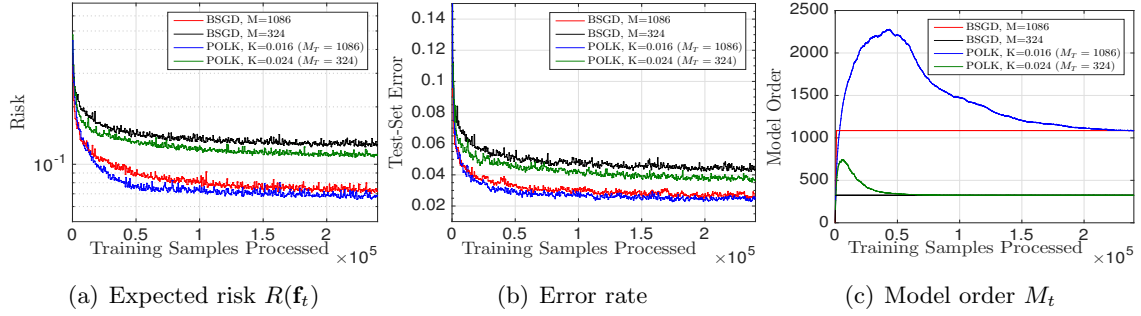 BSGD, M=1086
BSGD, M=324
POLK, K=0.016 (M_T = 1086)
POLK, K=0.024 (M_T = 324)
Risk
10^-1
0 0.5 1 1.5 2
Training Samples Processed
×10^5
(a) Expected risk R(f_t)
BSGD, M=1086
BSGD, M=324
POLK, K=0.016 (M_T = 1086)
POLK, K=0.024 (M_T = 324)
Test-Set Error
0.14
0.12
0.1
0.08
0.06
0.04
0.02
0 0.5 1 1.5 2
Training Samples Processed
×10^5
(b) Error rate
BSGD, M=1086
BSGD, M=324
POLK, K=0.016 (M_T = 1086)
POLK, K=0.024 (M_T = 324)
Model Order
2500
2000
1500
1000
500
0
0 0.5 1 1.5 2
Training Samples Processed
×10^5
(c) Model order M_t